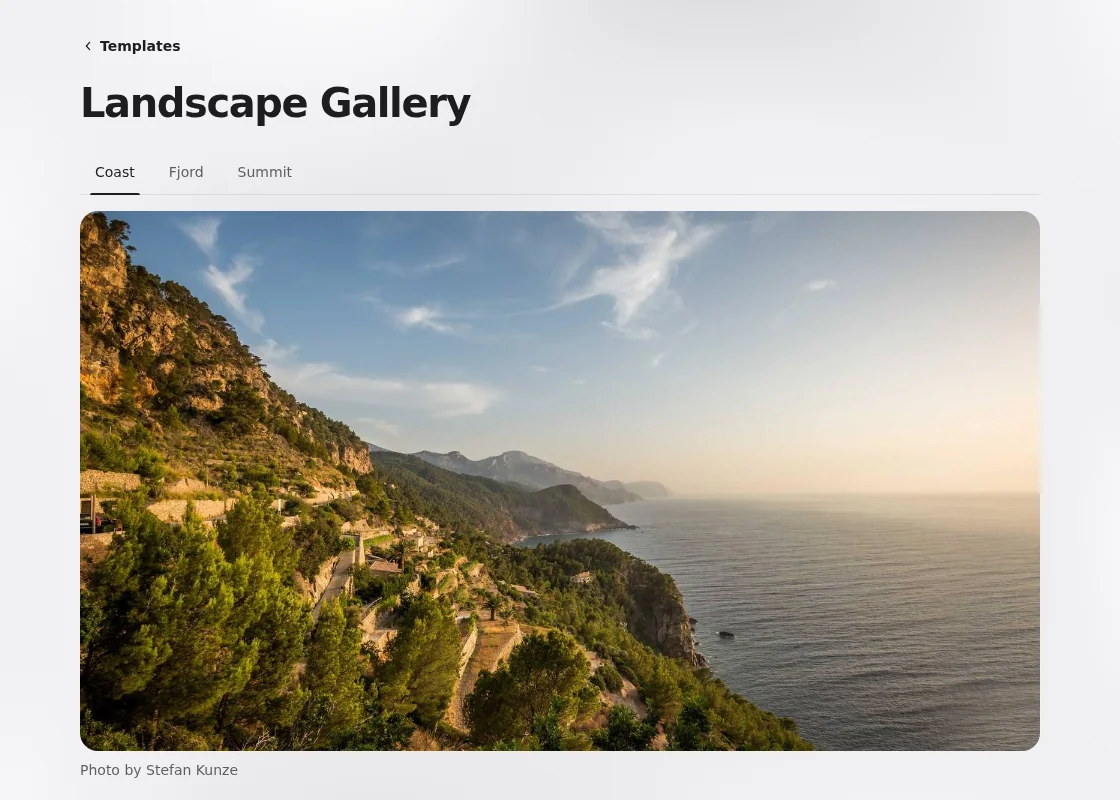 Templates
Landscape Gallery
Coast Fjord Summit
Photo by Stefan Kunze